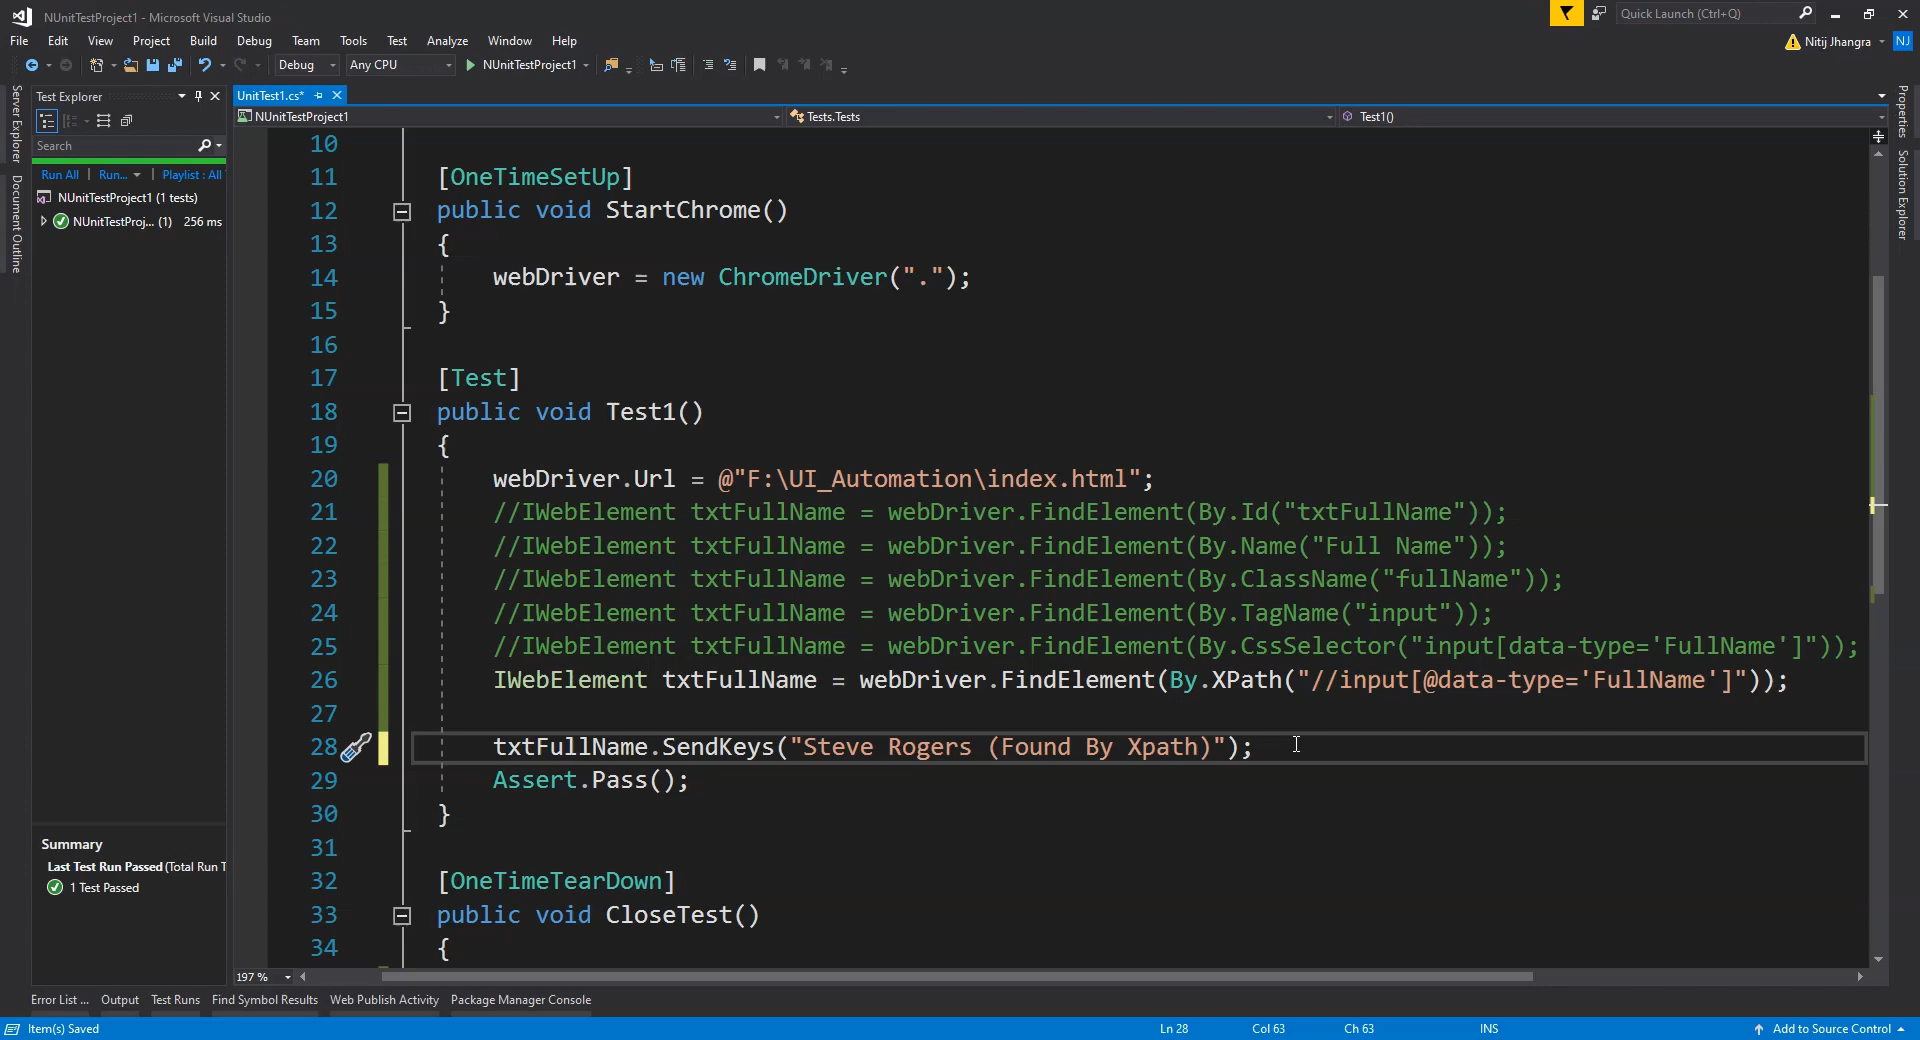 NUnitTestProject1 - Microsoft Visual Studio
Quick Launch (Ctrl+Q)
File Edit View Project Build Debug Team Tools Test Analyze Window Help
Nitij Jhangra NJ
Debug Any CPU NUnitTestProject1
Server Explorer
Document Outline
Test Explorer
Search
Run All Run... Playlist : All
NUnitTestProject1 (1 tests)
NUnitTestProj... (1) 256 ms
Summary
Last Test Run Passed (Total Run T
1 Test Passed
UnitTest1.cs*
NUnitTestProject1 Tests.Tests Test1()
Properties
Solution Explorer
10
11 [OneTimeSetUp]
12 public void StartChrome()
13 {
14 webDriver = new ChromeDriver(".");
15 }
16
17 [Test]
18 public void Test1()
19 {
20 webDriver.Url = @"F:\UI_Automation\index.html";
21 //IWebElement txtFullName = webDriver.FindElement(By.Id("txtFullName"));
22 //IWebElement txtFullName = webDriver.FindElement(By.Name("Full Name"));
23 //IWebElement txtFullName = webDriver.FindElement(By.ClassName("fullName"));
24 //IWebElement txtFullName = webDriver.FindElement(By.TagName("input"));
25 //IWebElement txtFullName = webDriver.FindElement(By.CssSelector("input[data-type='FullName']"));
26 IWebElement txtFullName = webDriver.FindElement(By.XPath("//input[@data-type='FullName']"));
27
28 txtFullName.SendKeys("Steve Rogers (Found By Xpath)");
29 Assert.Pass();
30 }
31
32 [OneTimeTearDown]
33 public void CloseTest()
34 {
197 %
Error List ... Output Test Runs Find Symbol Results Web Publish Activity Package Manager Console
Item(s) Saved Ln 28 Col 63 Ch 63 INS Add to Source Control